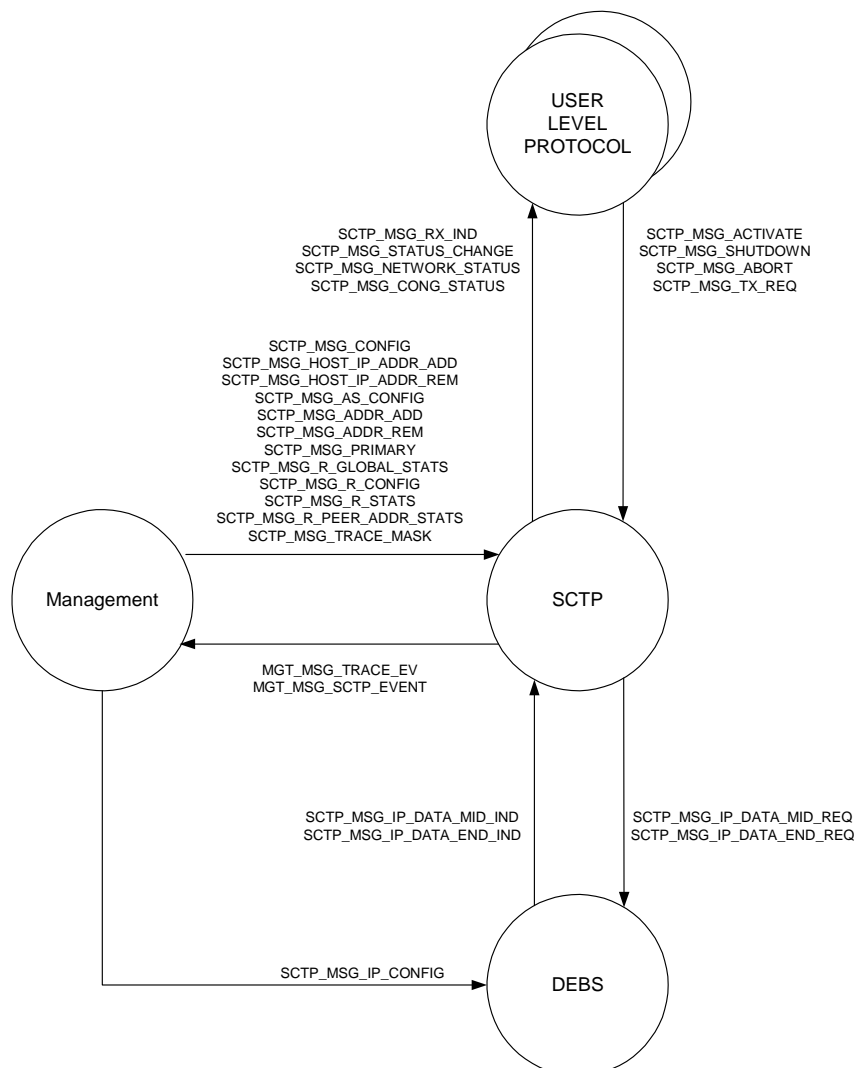 USER
LEVEL
PROTOCOL
SCTP_MSG_RX_IND
SCTP_MSG_STATUS_CHANGE
SCTP_MSG_NETWORK_STATUS
SCTP_MSG_CONG_STATUS
SCTP_MSG_ACTIVATE
SCTP_MSG_SHUTDOWN
SCTP_MSG_ABORT
SCTP_MSG_TX_REQ
SCTP_MSG_CONFIG
SCTP_MSG_HOST_IP_ADDR_ADD
SCTP_MSG_HOST_IP_ADDR_REM
SCTP_MSG_AS_CONFIG
SCTP_MSG_ADDR_ADD
SCTP_MSG_ADDR_REM
SCTP_MSG_PRIMARY
SCTP_MSG_R_GLOBAL_STATS
SCTP_MSG_R_CONFIG
SCTP_MSG_R_STATS
SCTP_MSG_R_PEER_ADDR_STATS
SCTP_MSG_TRACE_MASK
Management
SCTP
MGT_MSG_TRACE_EV
MGT_MSG_SCTP_EVENT
SCTP_MSG_IP_DATA_MID_IND
SCTP_MSG_IP_DATA_END_IND
SCTP_MSG_IP_DATA_MID_REQ
SCTP_MSG_IP_DATA_END_REQ
SCTP_MSG_IP_CONFIG
DEBS